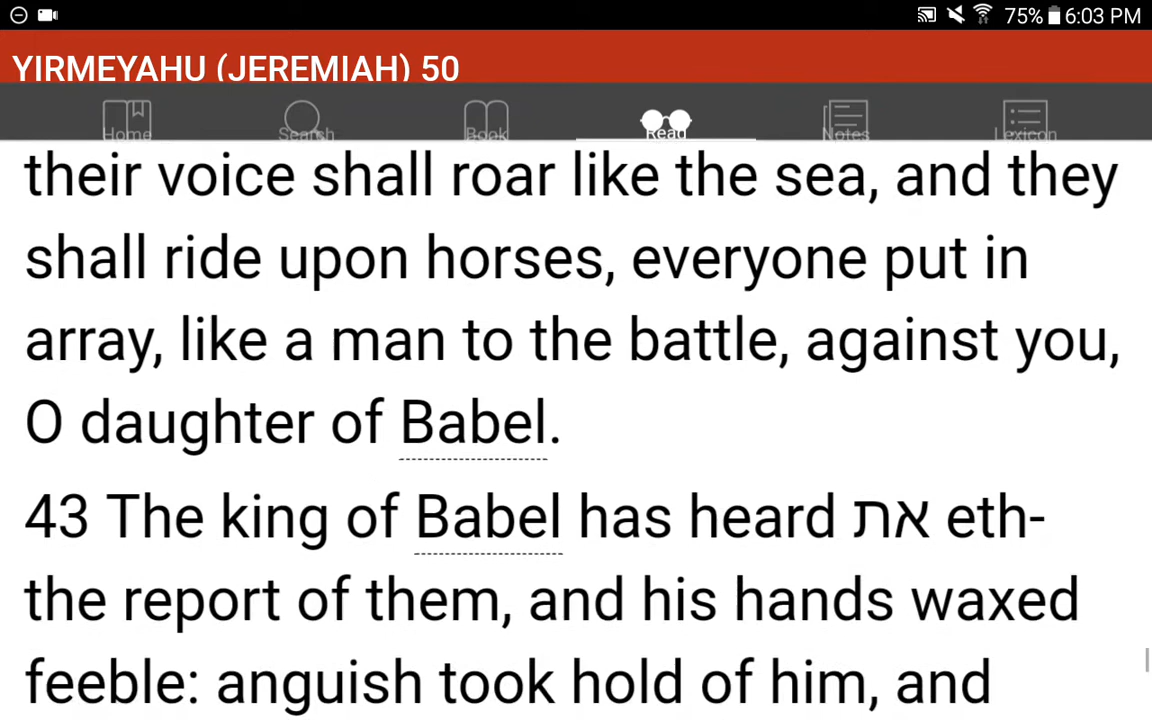 75% 6:03 PM
YIRMEYAHU (JEREMIAH) 50
Home Search Book Read Notes Lexicon
their voice shall roar like the sea, and they
shall ride upon horses, everyone put in
array, like a man to the battle, against you,
O daughter of Babel.
43 The king of Babel has heard את eth-
the report of them, and his hands waxed
feeble: anguish took hold of him, and